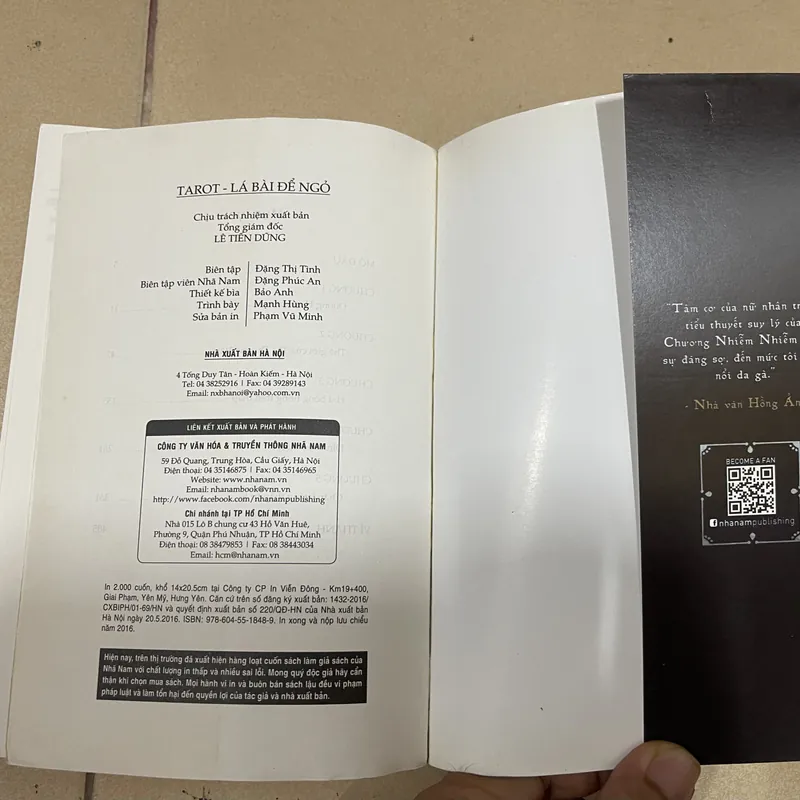 TAROT - LÁ BÀI ĐỂ NGỎ
Chịu trách nhiệm xuất bản
Tổng giám đốc
LÊ TIẾN DŨNG
Biên tập Đặng Thị Tình
Biên tập viên Nhã Nam Đặng Phúc An
Thiết kế bìa Bảo Anh
Trình bày Mạnh Hùng
Sửa bản in Phạm Vũ Minh
NHÀ XUẤT BẢN HÀ NỘI
4 Tống Duy Tân - Hoàn Kiếm - Hà Nội
Tel: 04 38252916 | Fax: 04 39289143
Email: nxbhanoi@yahoo.com.vn
LIÊN KẾT XUẤT BẢN VÀ PHÁT HÀNH
CÔNG TY VĂN HÓA & TRUYỀN THÔNG NHÃ NAM
59 Đỗ Quang, Trung Hòa, Cầu Giấy, Hà Nội
Điện thoại: 04 35146875 | Fax: 04 35146965
Website: www.nhanam.vn
Email: nhanambook@vnn.vn
http://www.facebook.com/nhanampublishing
Chi nhánh tại TP Hồ Chí Minh
Nhà 015 Lô B chung cư 43 Hồ Văn Huê,
Phường 9, Quận Phú Nhuận, TP Hồ Chí Minh
Điện thoại: 08 38479853 | Fax: 08 38443034
Email: hcm@nhanam.vn
In 2.000 cuốn, khổ 14x20.5cm tại Công ty CP In Viễn Đông - Km19+400,
Giai Phạm, Yên Mỹ, Hưng Yên. Căn cứ trên số đăng ký xuất bản: 1432-2016/
CXBIPH/01-69/HN và quyết định xuất bản số 220/QĐ-HN của Nhà xuất bản
Hà Nội ngày 20.5.2016. ISBN: 978-604-55-1848-9. In xong và nộp lưu chiểu
năm 2016.
Hiện nay, trên thị trường đã xuất hiện hàng loạt cuốn sách làm giả sách của
Nhã Nam với chất lượng in thấp và nhiều sai lỗi. Mong quý độc giả hãy cẩn
thận khi chọn mua sách. Mọi hành vi in và buôn bán sách lậu đều vi phạm
pháp luật và làm tổn hại đến quyền lợi của tác giả và nhà xuất bản.
"Tâm cơ của nữ nhân tr
tiểu thuyết suy lý của
Chương Nhiễm Nhiễm
sự đáng sợ, đến mức tôi
nổi da gà."
- Nhà văn Hồng
BECOME A FAN
nhanampublishing